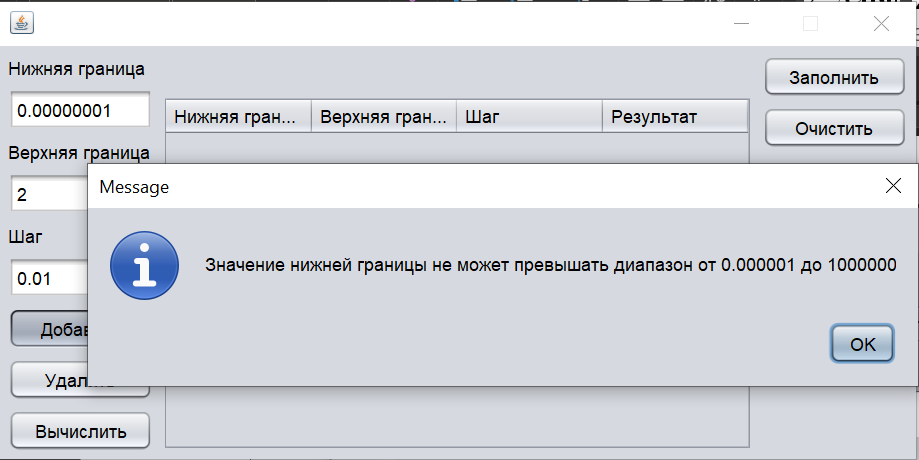 Нижняя граница
0.00000001
Верхняя граница
2
Шаг
0.01
Вычислить
Нижняя гран...
Верхняя гран...
Шаг
Результат
Заполнить
Очистить
Message
Значение нижней границы не может превышать диапазон от 0.000001 до 1000000
OK